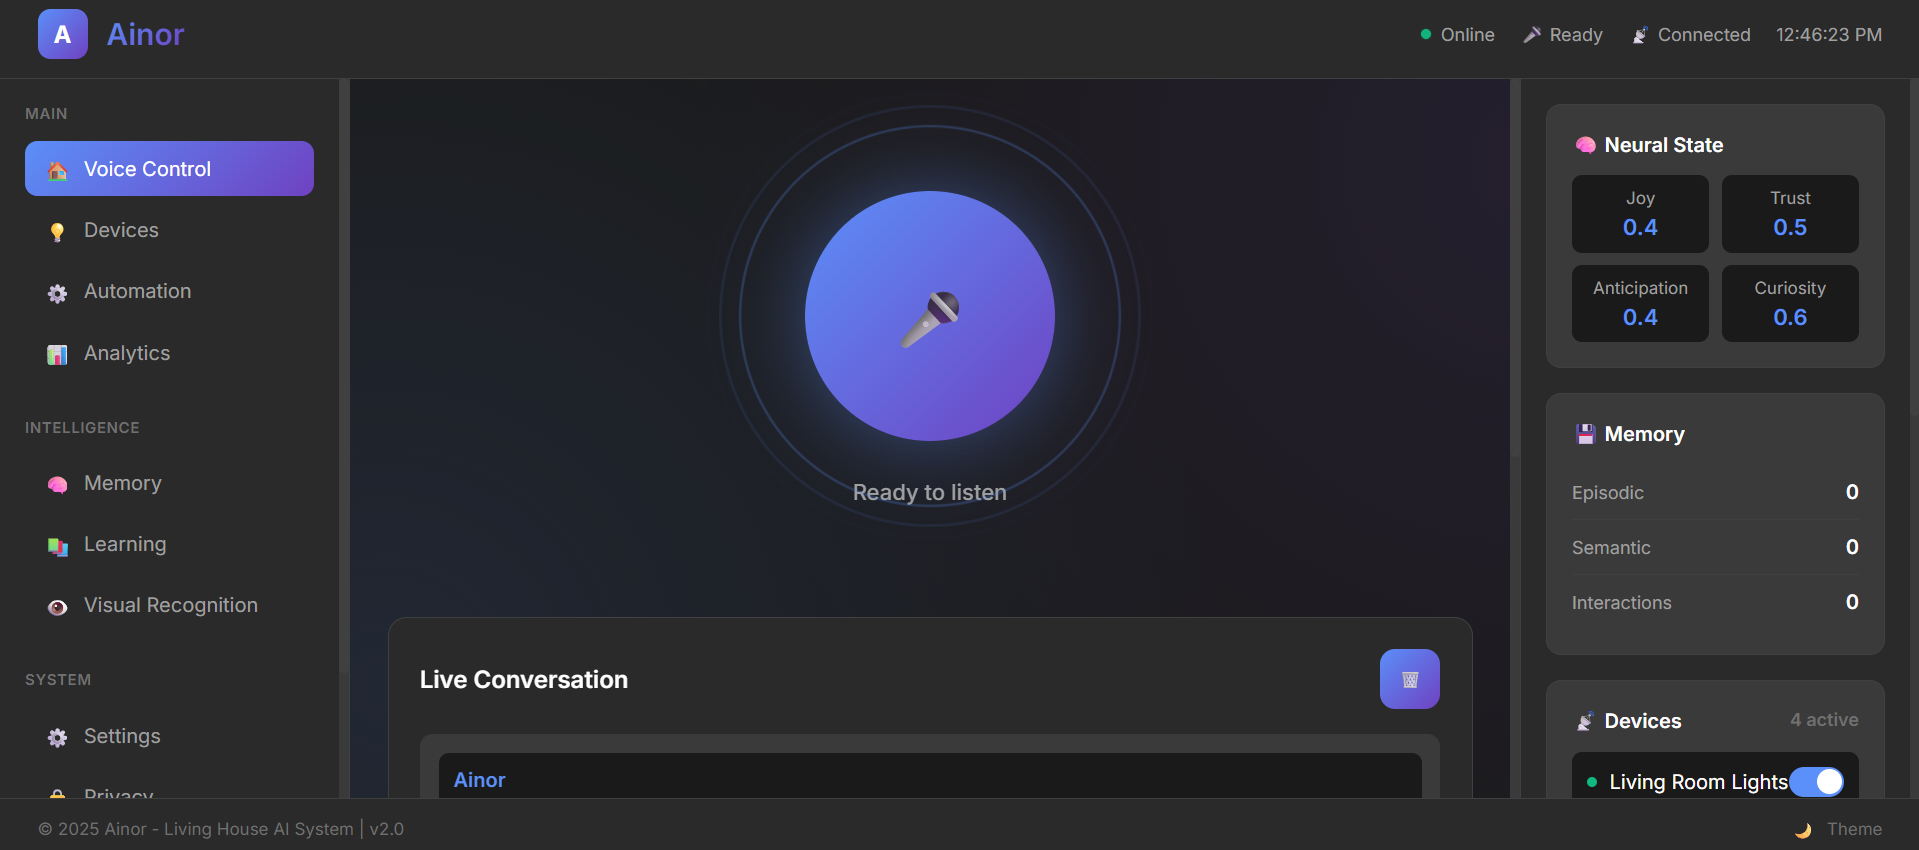 A Ainor
Online Ready Connected 12:46:23 PM
MAIN
Voice Control
Devices
Automation
Analytics
INTELLIGENCE
Memory
Learning
Visual Recognition
SYSTEM
Settings
Privacy
Ready to listen
Live Conversation
Ainor
Neural State
Joy
0.4
Trust
0.5
Anticipation
0.4
Curiosity
0.6
Memory
Episodic 0
Semantic 0
Interactions 0
Devices 4 active
Living Room Lights
© 2025 Ainor - Living House AI System | v2.0
Theme